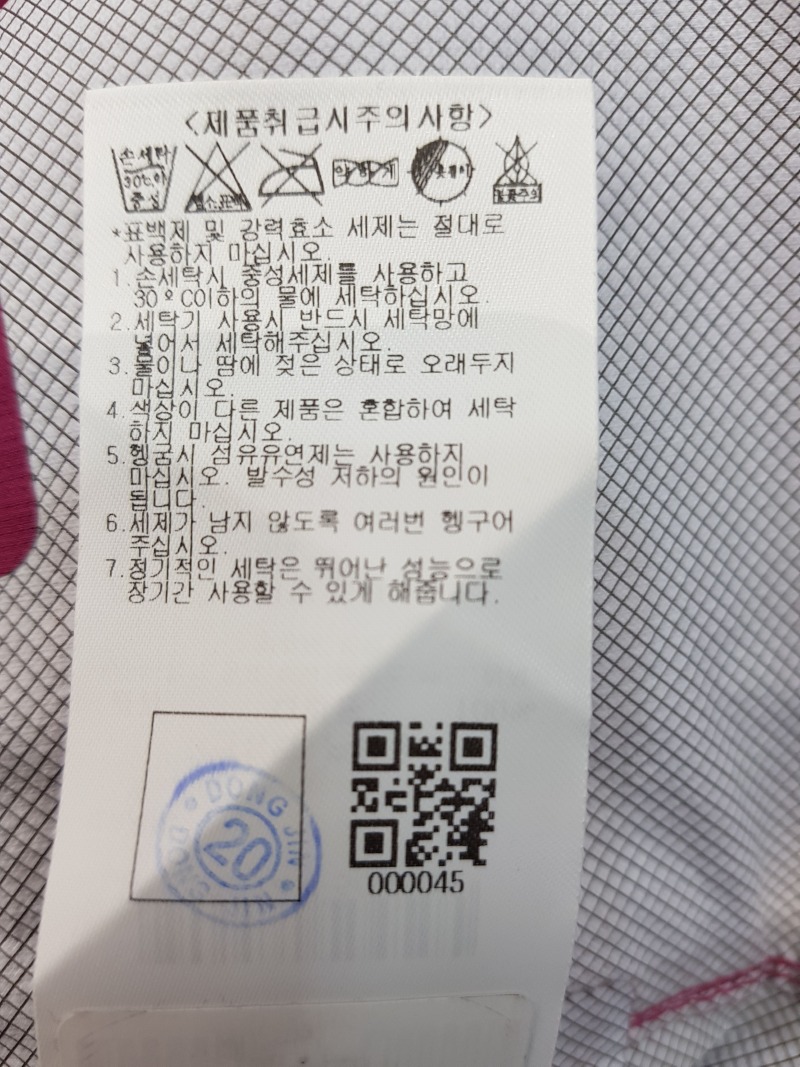 <제품취급시주의사항>
손세탁
30℃이하
중성
염소표백
약하게
옷걸이
*표백제 및 강력효소 세제는 절대로
사용하지 마십시오.
1.손세탁시 중성세제를 사용하고
30º C이하의 물에 세탁하십시오.
2.세탁기 사용시 반드시 세탁망에
넣어서 세탁해주십시오.
3.물이나 땀에 젖은 상태로 오래두지
마십시오.
4.색상이 다른 제품은 혼합하여 세탁
하지 마십시오.
5.헹굼시 섬유유연제는 사용하지
마십시오. 발수성 저하의 원인이
됩니다.
6.세제가 남지 않도록 여러번 헹구어
주십시오.
7.정기적인 세탁은 뛰어난 성능으로
장기간 사용할 수 있게 해줍니다.
DONG JIN
20
000045